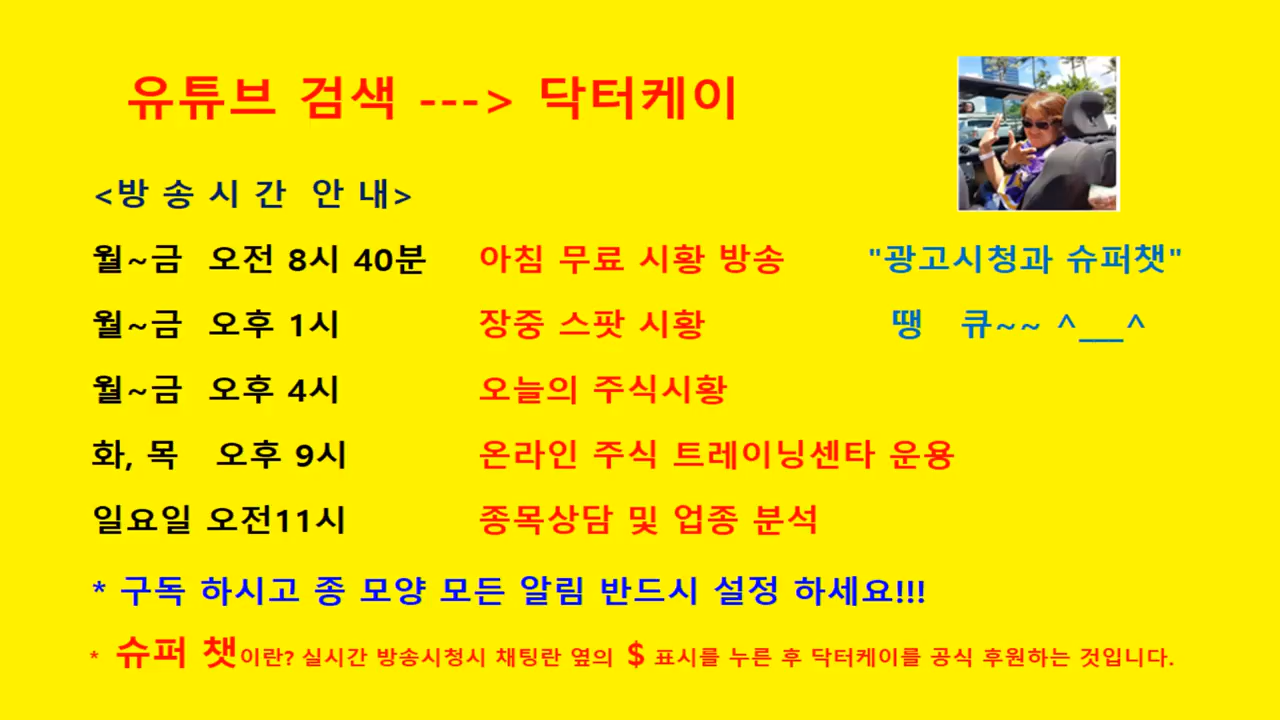 유튜브 검색 ---> 닥터케이
<방 송 시 간 안 내>
월~금 오전 8시 40분 아침 무료 시황 방송 "광고시청과 슈퍼챗"
월~금 오후 1시 장중 스팟 시황 땡 큐~~ ^___^
월~금 오후 4시 오늘의 주식시황
화, 목 오후 9시 온라인 주식 트레이닝센타 운용
일요일 오전11시 종목상담 및 업종 분석
* 구독 하시고 종 모양 모든 알림 반드시 설정 하세요!!!
* 슈퍼 챗이란? 실시간 방송시청시 채팅란 옆의 $ 표시를 누른 후 닥터케이를 공식 후원하는 것입니다.